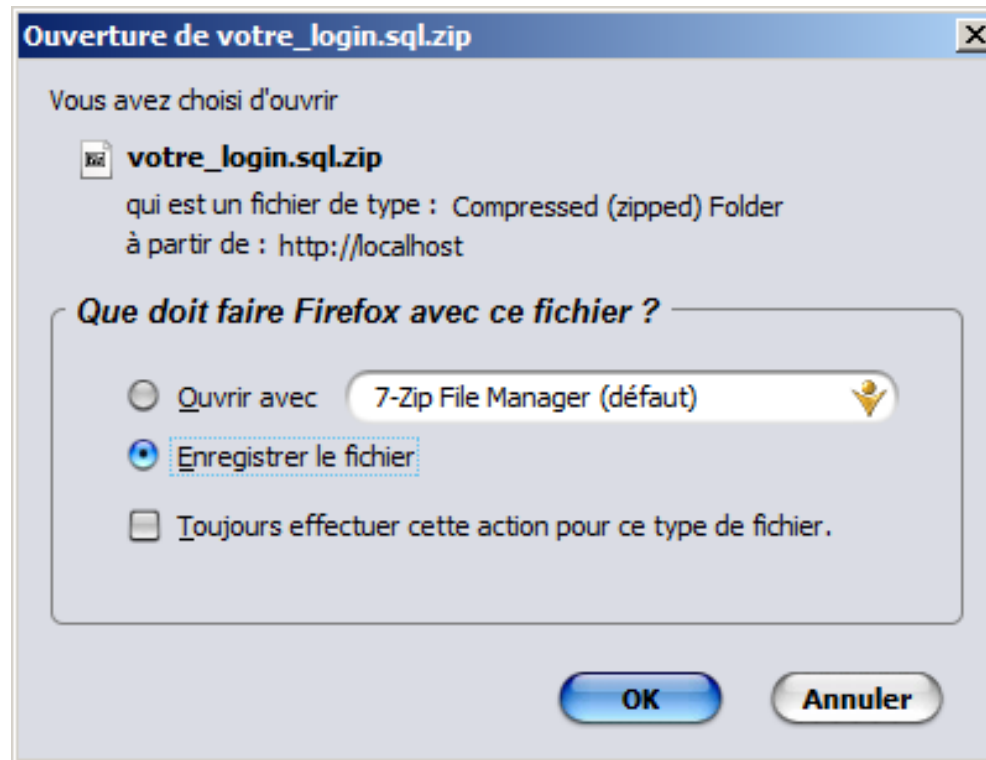 Ouverture de votre_login.sql.zip
Vous avez choisi d'ouvrir
votre_login.sql.zip
qui est un fichier de type : Compressed (zipped) Folder
à partir de : http://localhost
Que doit faire Firefox avec ce fichier ?
Ouvrir avec 7-Zip File Manager (défaut)
Enregistrer le fichier
Toujours effectuer cette action pour ce type de fichier.
OK Annuler